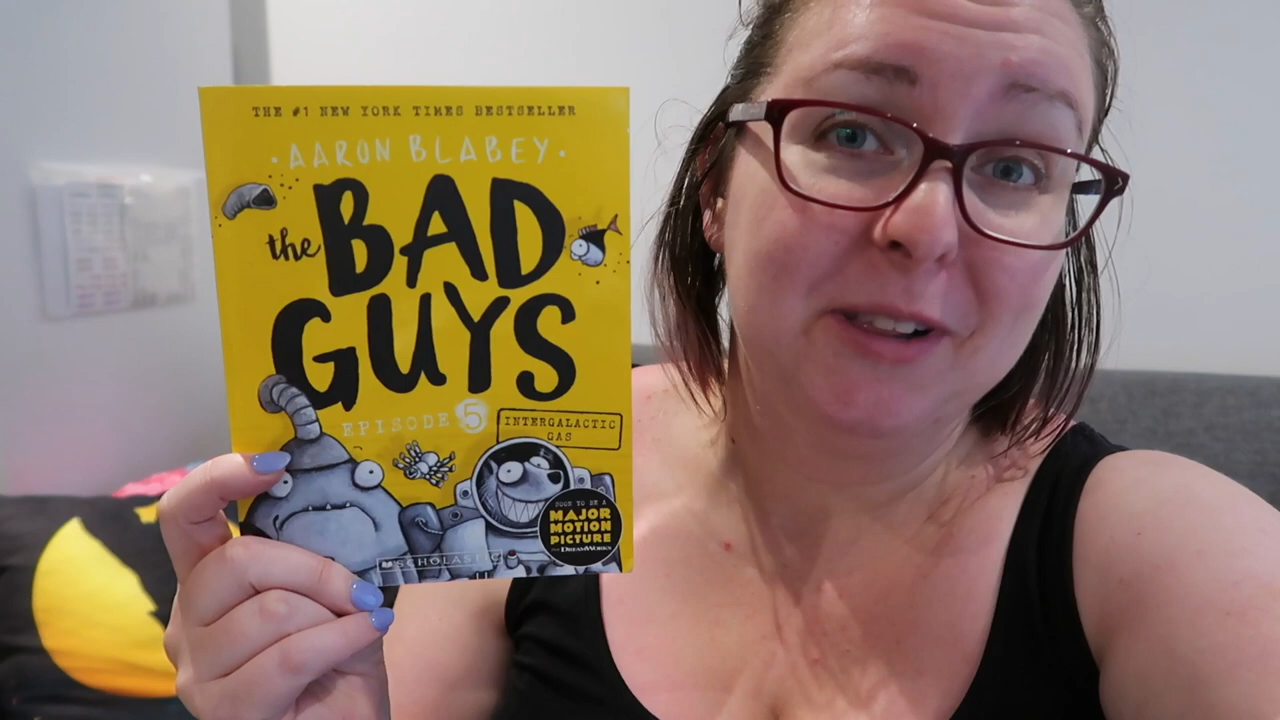 THE #1 NEW YORK TIMES BESTSELLER
·AARON BLABEY·
the BAD
GUYS
EPISODE 5
INTERGALACTIC
GAS
SOON TO BE A
MAJOR
MOTION
PICTURE
DREAMWORKS
SCHOLASTIC